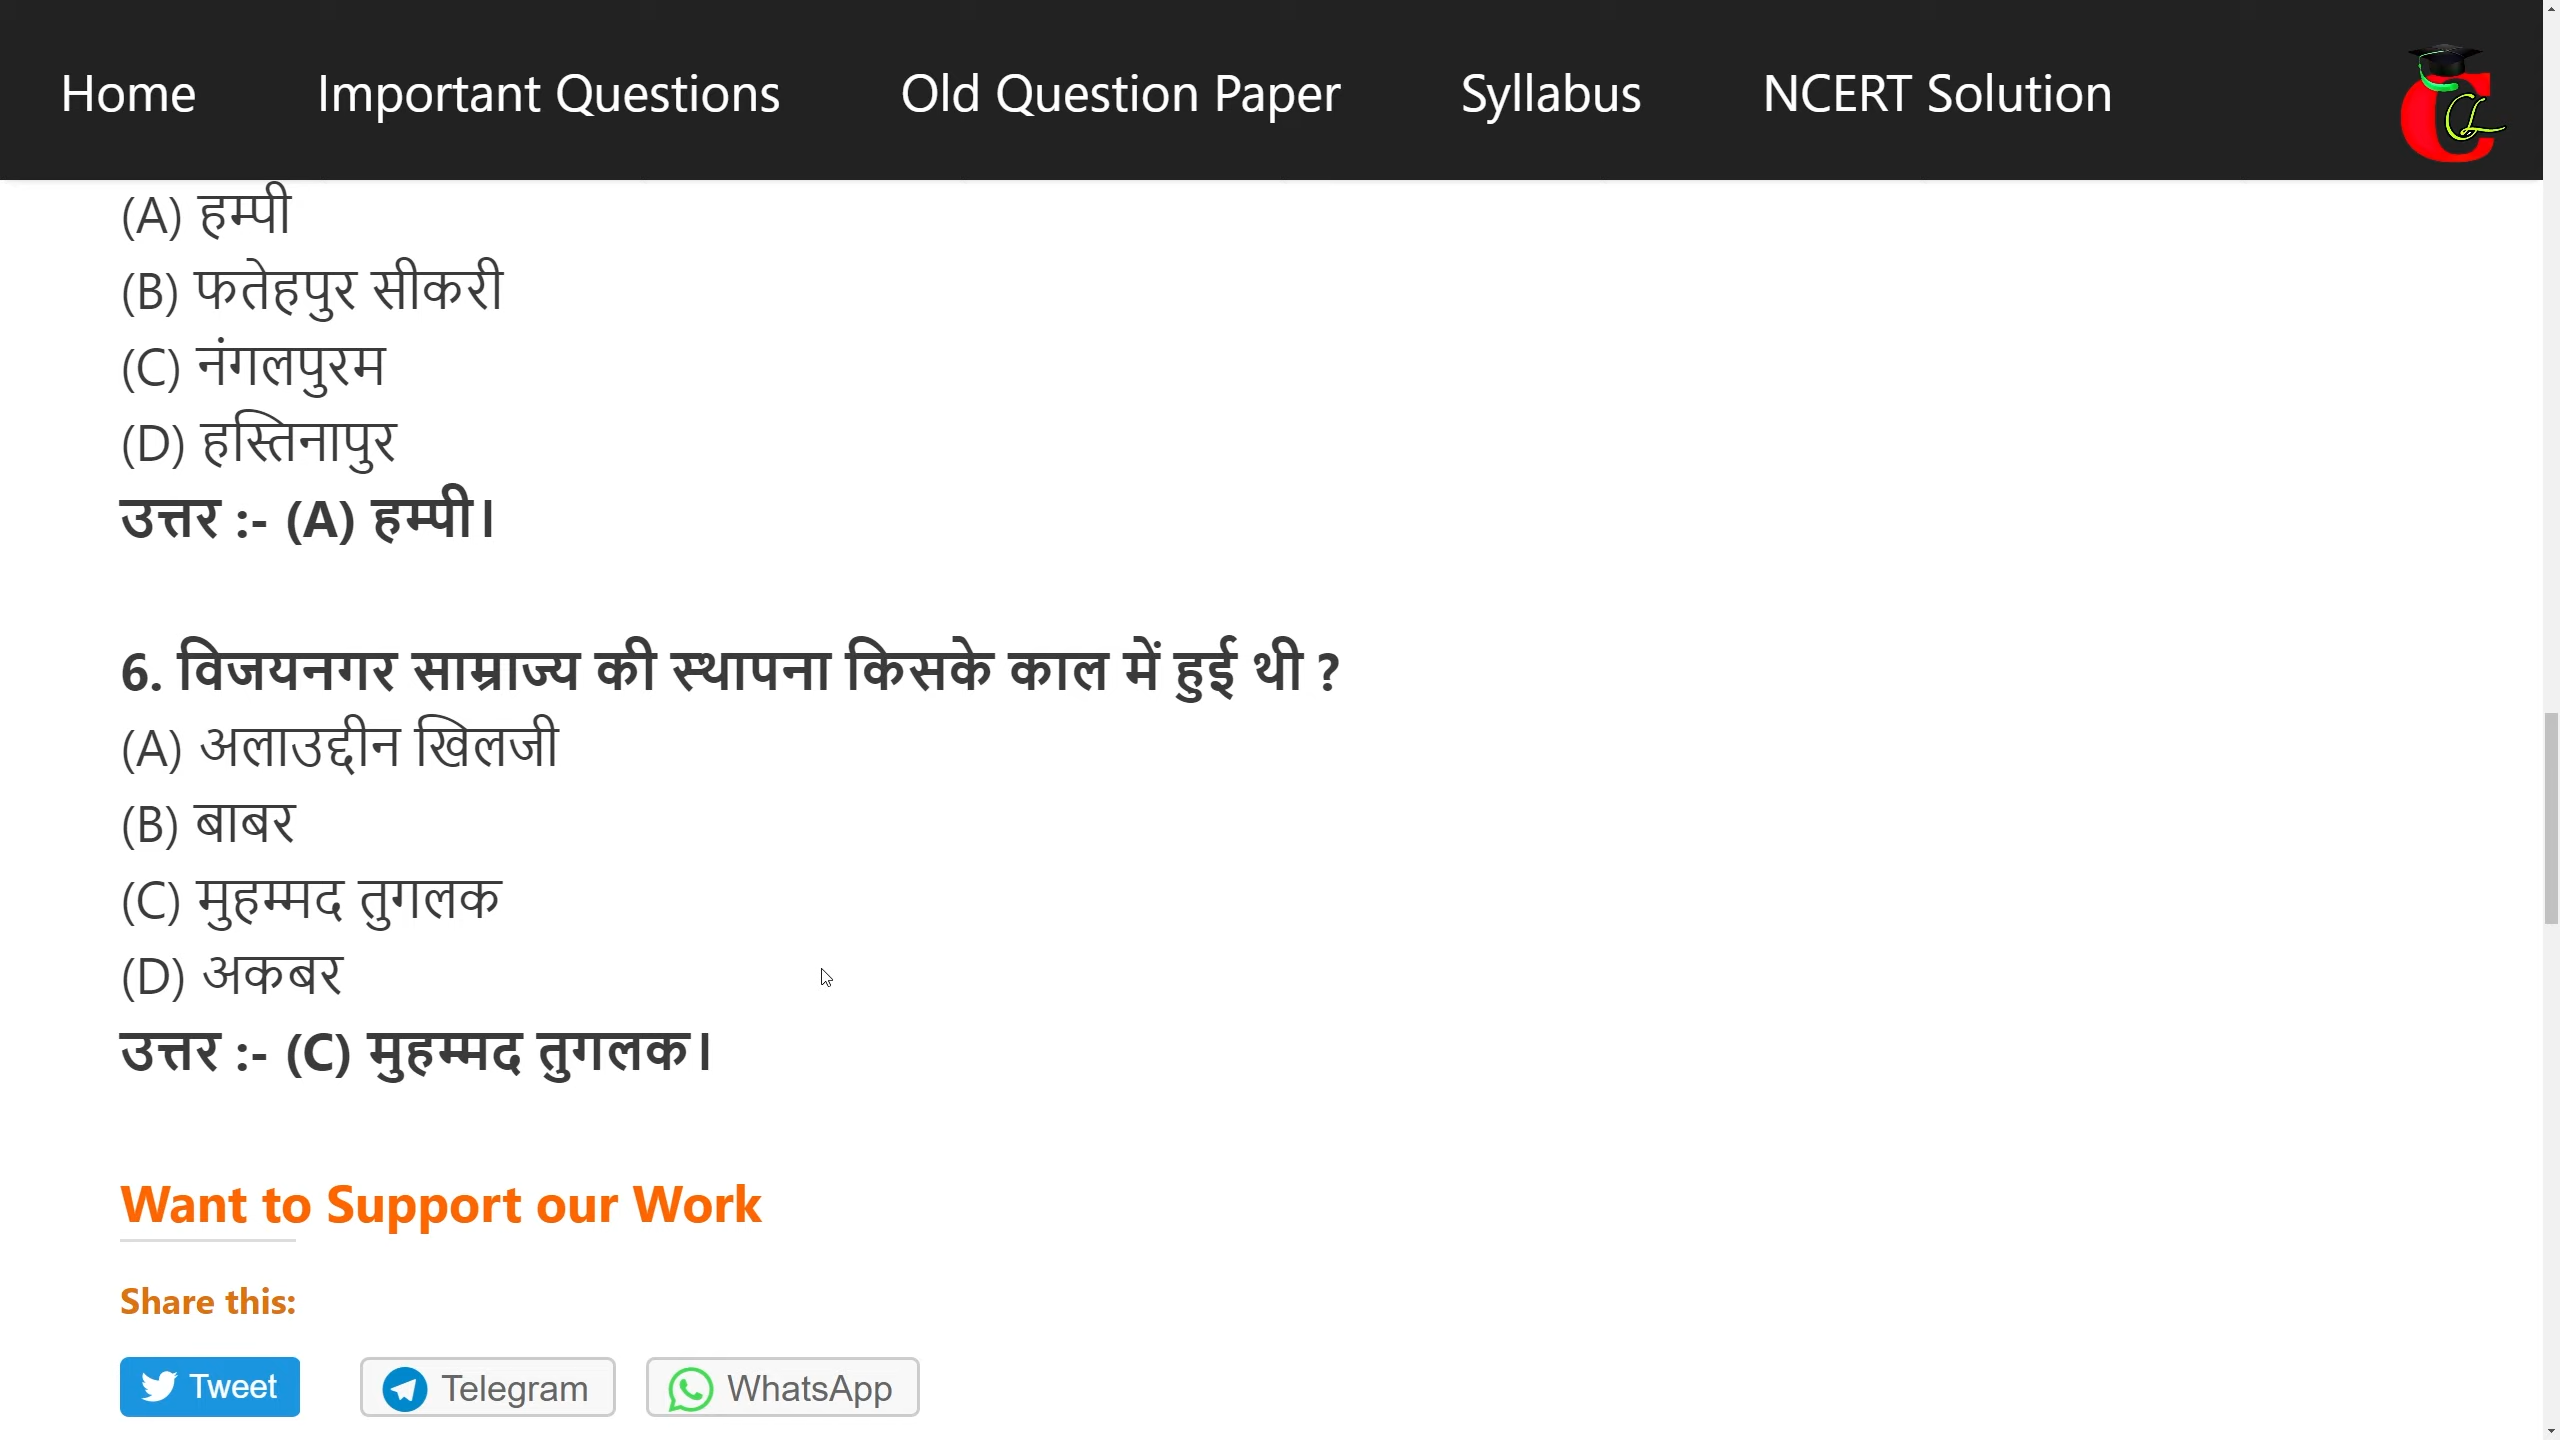 Home Important Questions Old Question Paper Syllabus NCERT Solution
(A) हम्पी
(B) फतेहपुर सीकरी
(C) नंगलपुरम
(D) हस्तिनापुर
उत्तर :- (A) हम्पी।
6. विजयनगर साम्राज्य की स्थापना किसके काल में हुई थी ?
(A) अलाउद्दीन खिलजी
(B) बाबर
(C) मुहम्मद तुगलक
(D) अकबर
उत्तर :- (C) मुहम्मद तुगलक।
Want to Support our Work
Share this:
Tweet Telegram WhatsApp